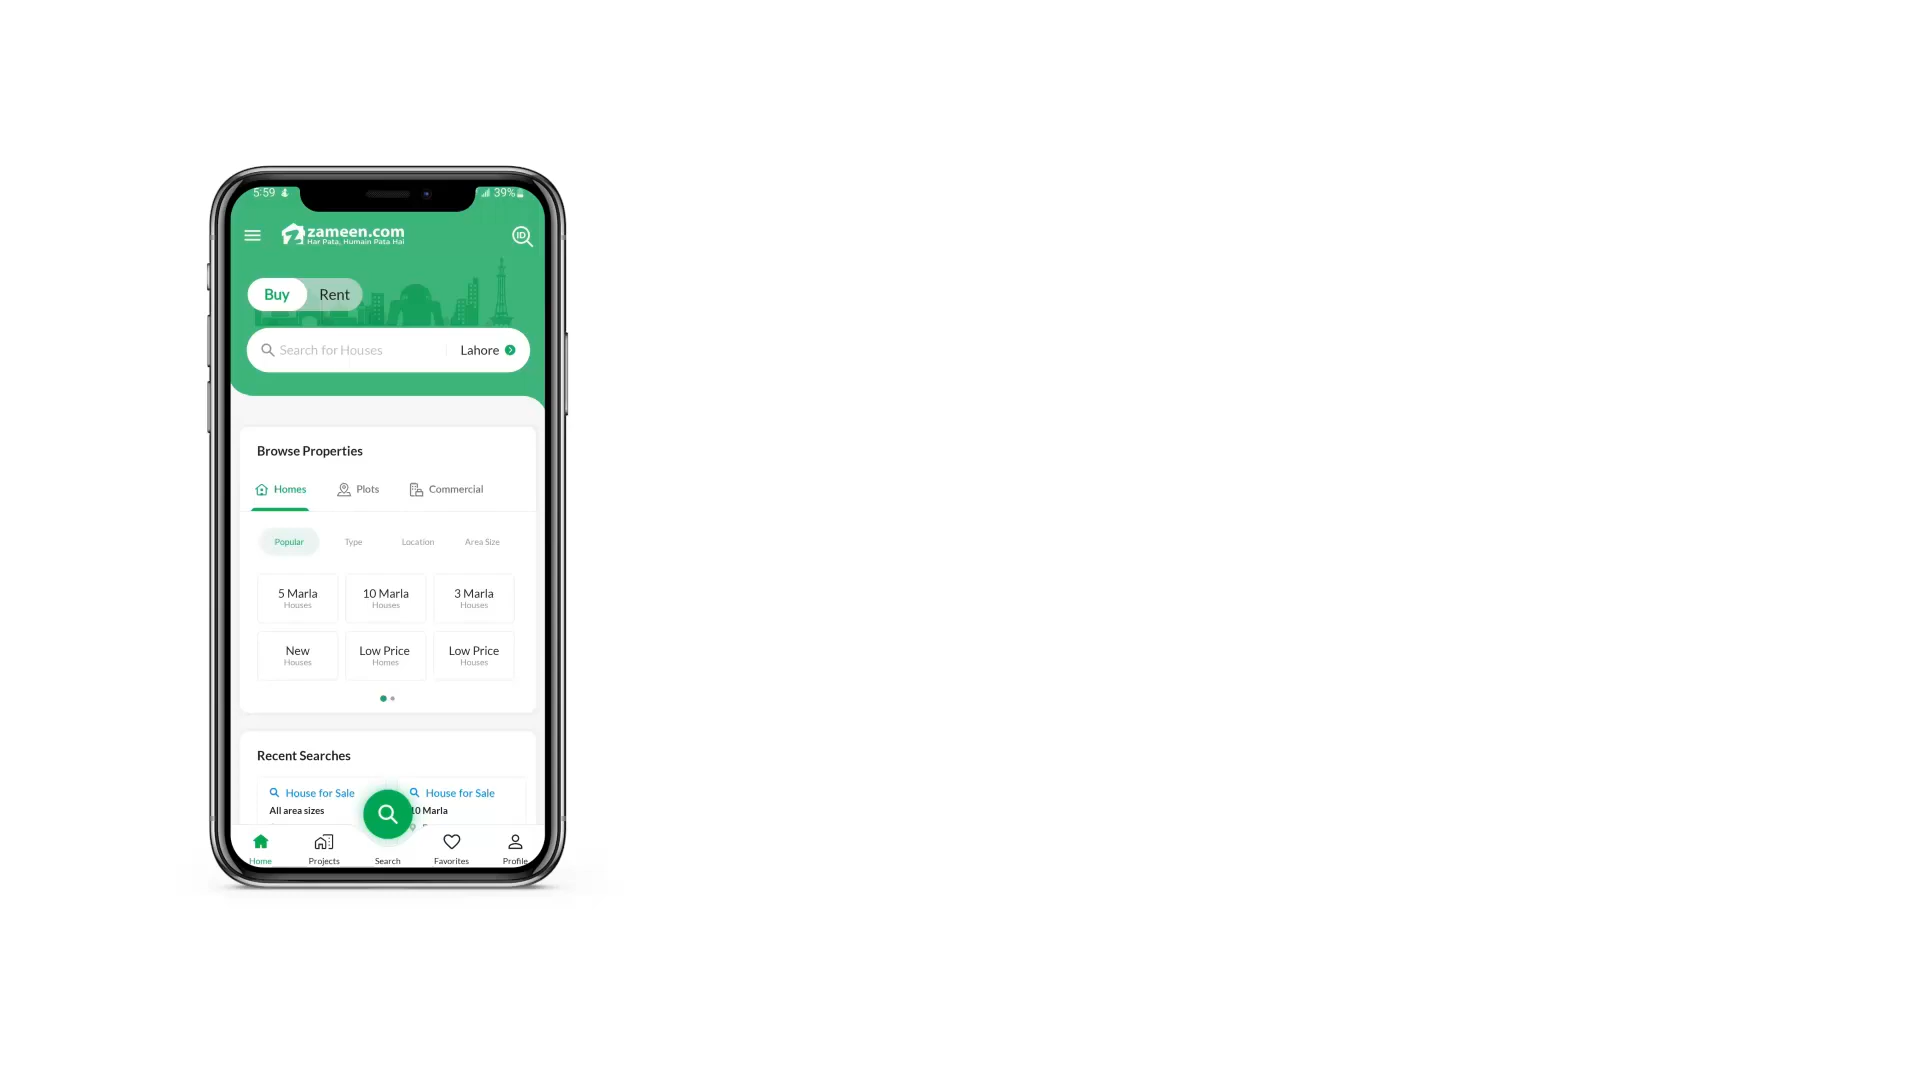 5:59
39%
zameen.com
Har Pata, Humain Pata Hai
ID
Buy Rent
Search for Houses Lahore
Browse Properties
Homes Plots Commercial
Popular Type Location Area Size
5 Marla 10 Marla 3 Marla
Houses Houses Houses
New Low Price Low Price
Houses Homes Houses
Recent Searches
House for Sale House for Sale
All area sizes 10 Marla
Home Projects Search Favorites Profile